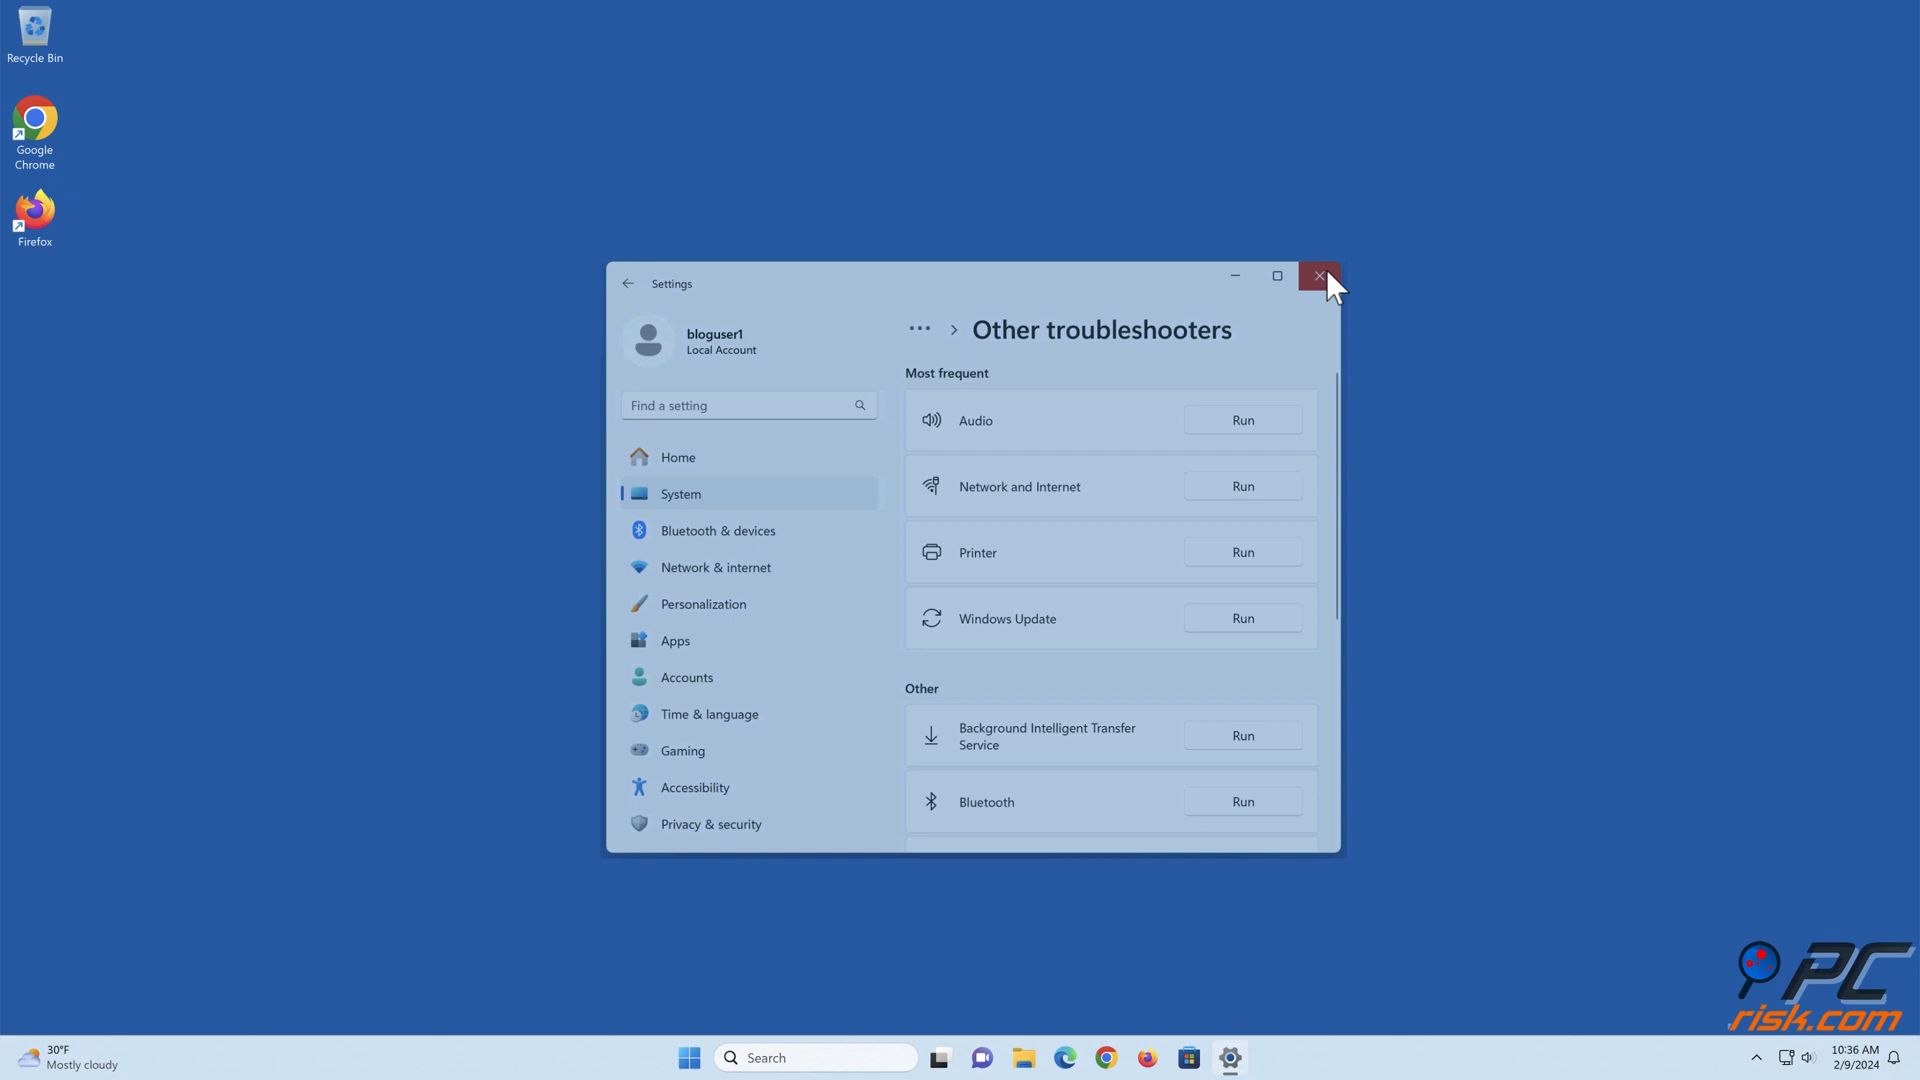 Recycle Bin
Google
Chrome
Firefox
Settings
bloguser1
Local Account
Find a setting
Home
System
Bluetooth & devices
Network & internet
Personalization
Apps
Accounts
Time & language
Gaming
Accessibility
Privacy & security
Other troubleshooters
Most frequent
Audio
Run
Network and Internet
Run
Printer
Run
Windows Update
Run
Other
Background Intelligent Transfer
Service
Run
Bluetooth
Run
PC
risk.com
30°F
Mostly cloudy
Search
10:36 AM
2/9/2024